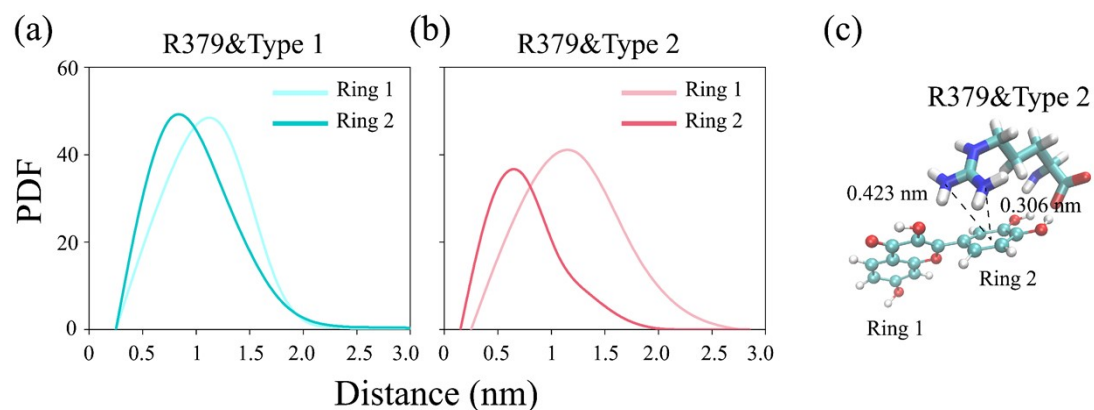 (a)
R379&Type 1
PDF
60
40
20
0
Ring 1
Ring 2
0 0.5 1 1.5 2.0 2.5 3.0
(b)
R379&Type 2
Ring 1
Ring 2
0 0.5 1 1.5 2.0 2.5 3.0
Distance (nm)
(c)
R379&Type 2
0.423 nm
0.306 nm
Ring 2
Ring 1